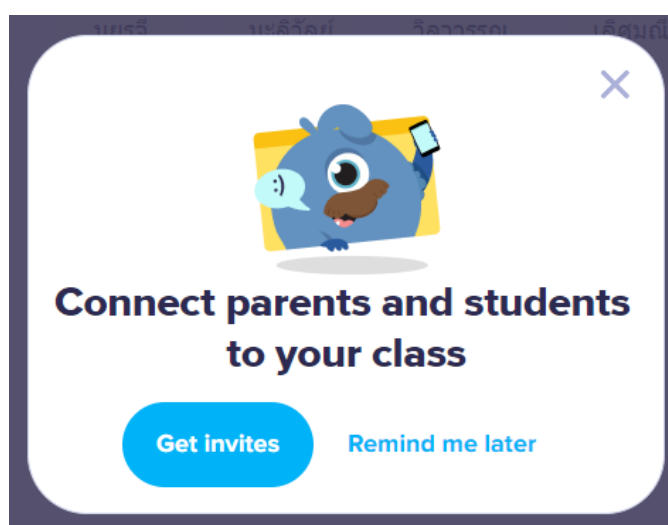 Connect parents and students
to your class
Get invites Remind me later